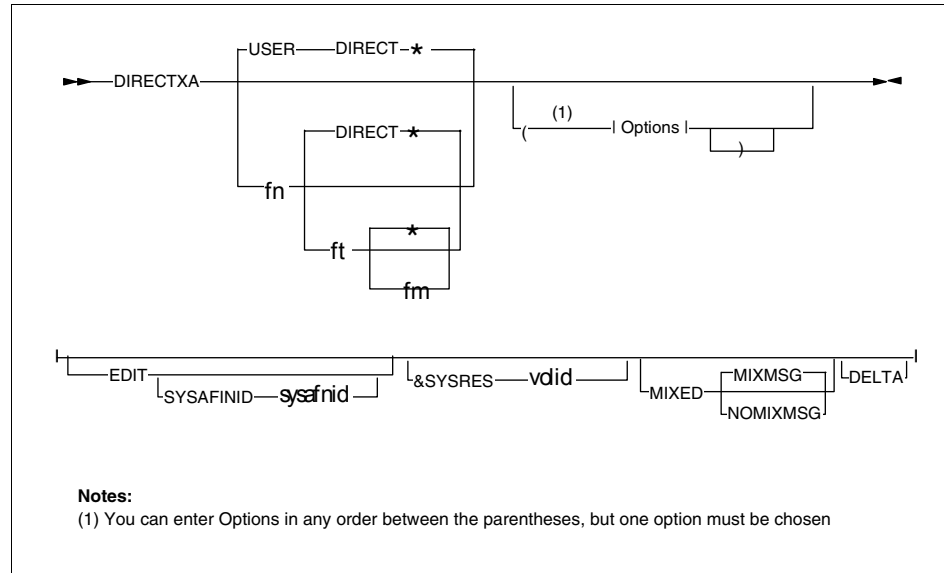 USER DIRECT *
DIRECTXA
(1)
DIRECT *
( | Options |
)
fn
*
ft
fm
EDIT
SYSAFINID sysafnid
&SYSRES vdid
MIXED
MIXMSG
NOMIXMSG
DELTA
Notes:
(1) You can enter Options in any order between the parentheses, but one option must be chosen